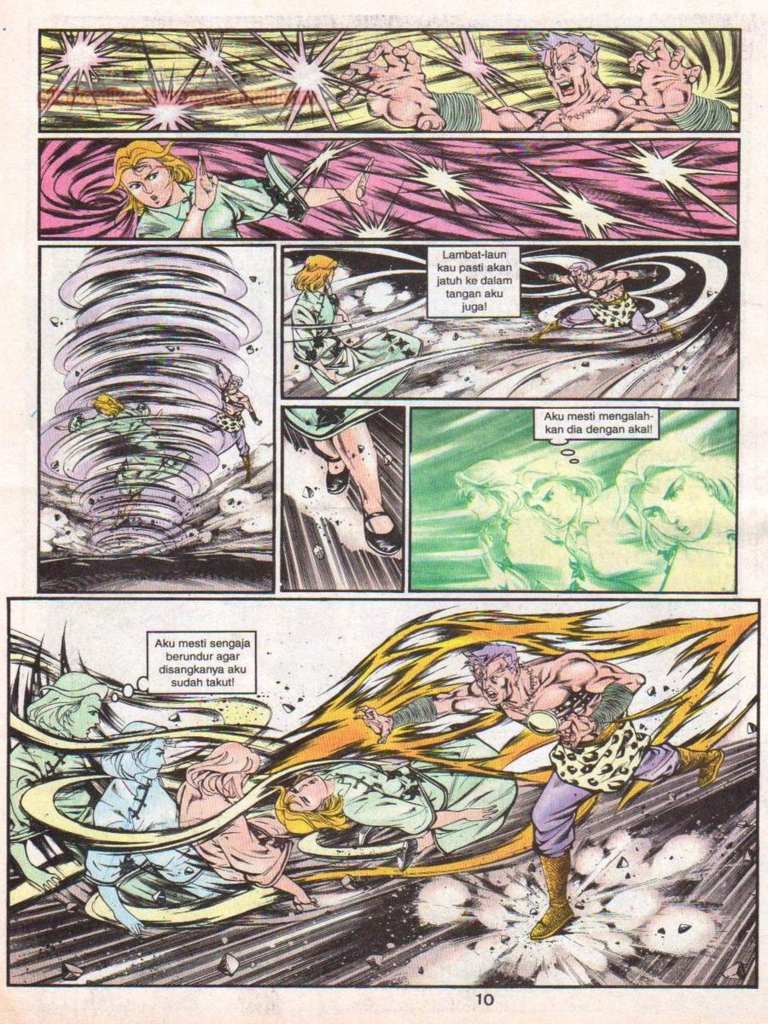 Lambat-laun
kau pasti akan
jatuh ke dalam
tangan aku
juga!
Aku mesti mengalah-
kan dia dengan akal!
Aku mesti sengaja
berundur agar
disangkanya aku
sudah takut!
10